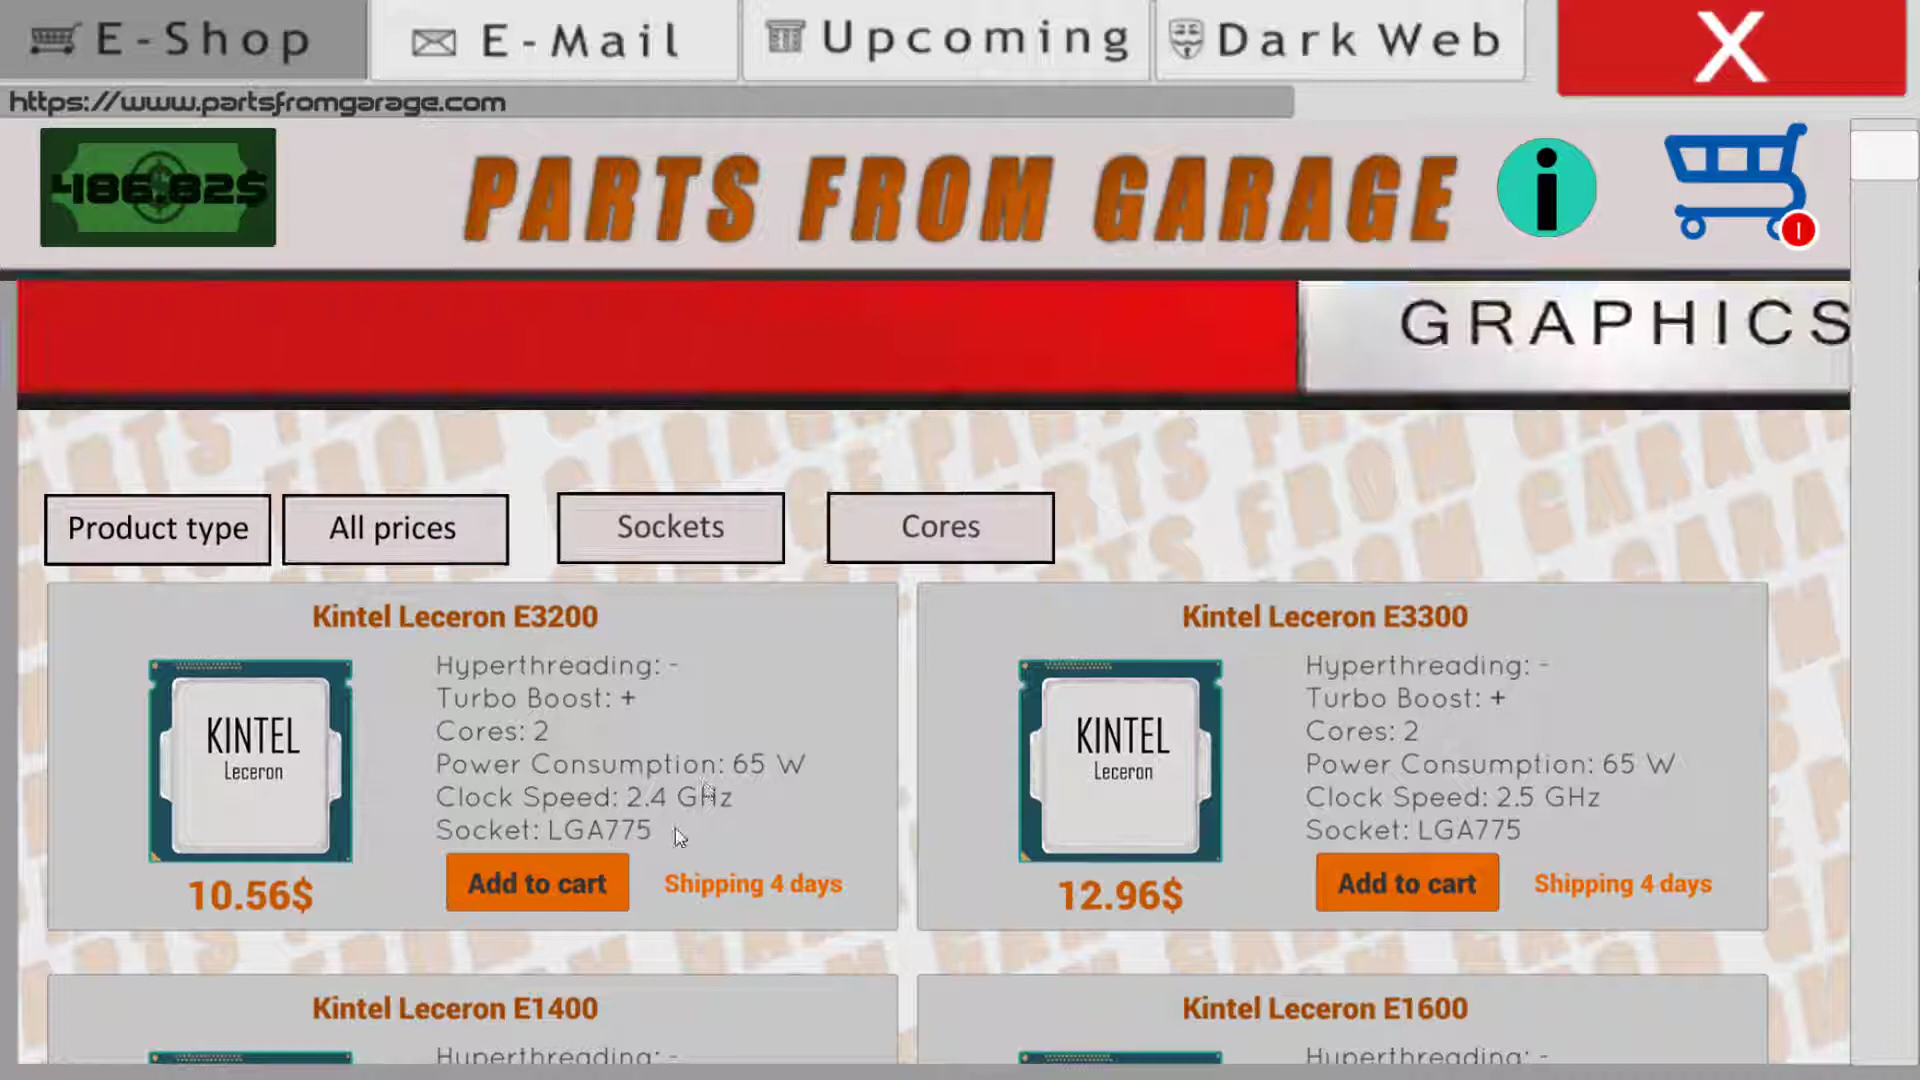 E-Shop
E-Mail
Upcoming
Dark Web
X
https://www.partsfromgarage.com
486.82$
PARTS FROM GARAGE
i
1
GRAPHICS
Product type
All prices
Sockets
Cores
Kintel Leceron E3200
KINTEL
Leceron
Hyperthreading: -
Turbo Boost: +
Cores: 2
Power Consumption: 65 W
Clock Speed: 2.4 GHz
Socket: LGA775
10.56$
Add to cart
Shipping 4 days
Kintel Leceron E3300
KINTEL
Leceron
Hyperthreading: -
Turbo Boost: +
Cores: 2
Power Consumption: 65 W
Clock Speed: 2.5 GHz
Socket: LGA775
12.96$
Add to cart
Shipping 4 days
Kintel Leceron E1400
Hyperthreading: -
Kintel Leceron E1600
Hyperthreading: -